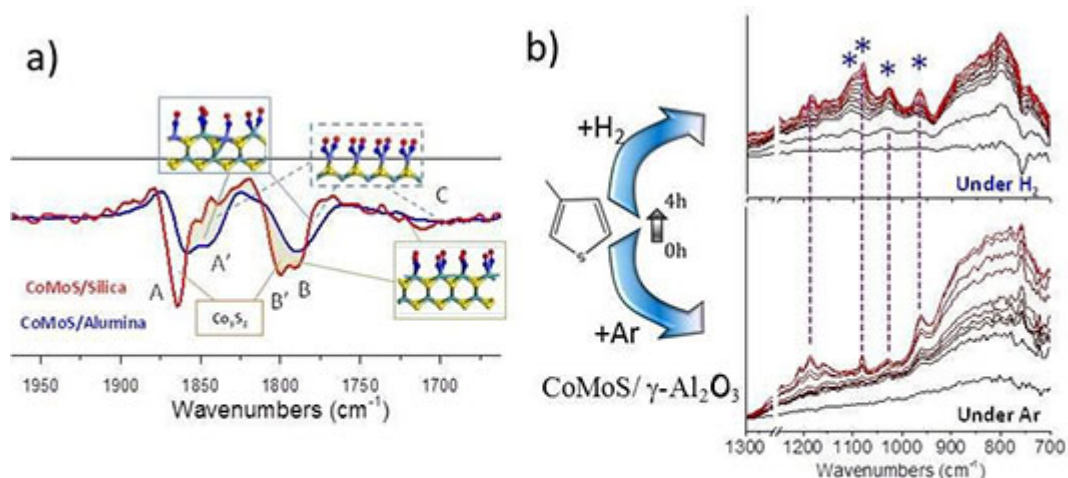 a)
C
A'
A
B'
B
CoMoS/Silica
CoMoS/Alumina
1950
1900
1850
1800
1750
1700
Wavenumbers (cm⁻¹)
b)
+H₂
4h
0h
S
+Ar
CoMoS/ γ-Al₂O₃
* * * *
Under H₂
Under Ar
1300 1200 1100 1000 900 800 700
Wavenumbers (cm⁻¹)